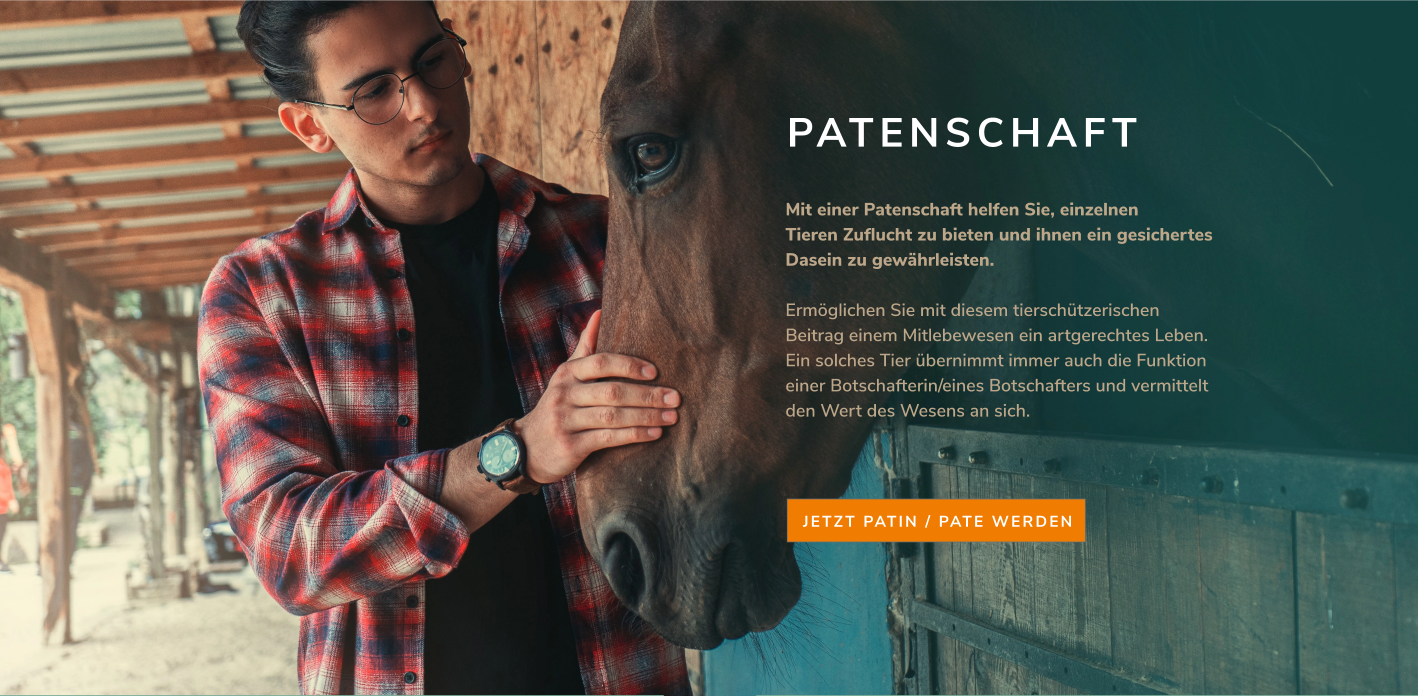 PATENSCHAFT
Mit einer Patenschaft helfen Sie, einzelnen
Tieren Zuflucht zu bieten und ihnen ein gesichertes
Dasein zu gewährleisten.
Ermöglichen Sie mit diesem tierschützerischen
Beitrag einem Mitlebewesen ein artgerechtes Leben.
Ein solches Tier übernimmt immer auch die Funktion
einer Botschafterin/eines Botschafters und vermittelt
den Wert des Wesens an sich.
JETZT PATIN / PATE WERDEN